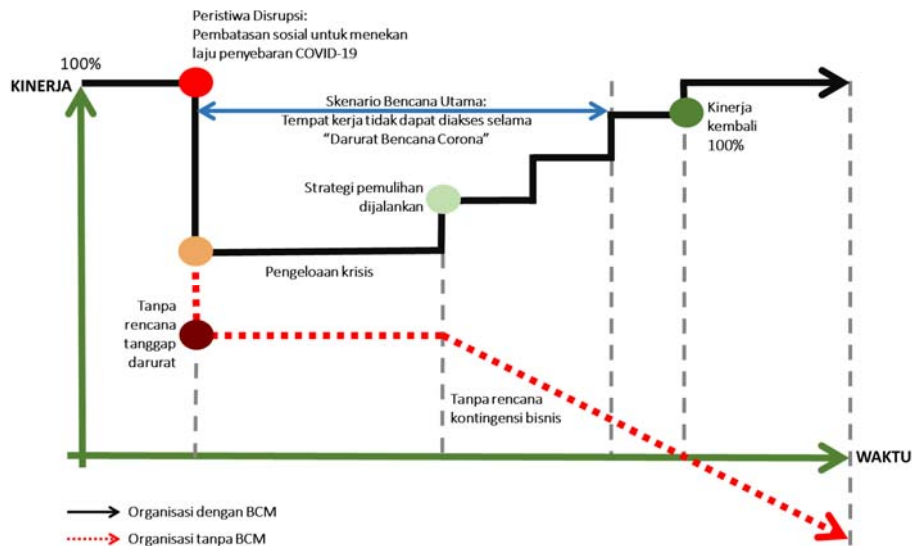 Peristiwa Disrupsi:
Pembatasan sosial untuk menekan
laju penyebaran COVID-19
100%
KINERJA
Skenario Bencana Utama:
Tempat kerja tidak dapat diakses selama
“Darurat Bencana Corona”
Kinerja
kembali
100%
Strategi pemulihan
dijalankan
Pengeloaan krisis
Tanpa
rencana
tanggap
darurat
Tanpa rencana
kontingensi bisnis
WAKTU
Organisasi dengan BCM
Organisasi tanpa BCM